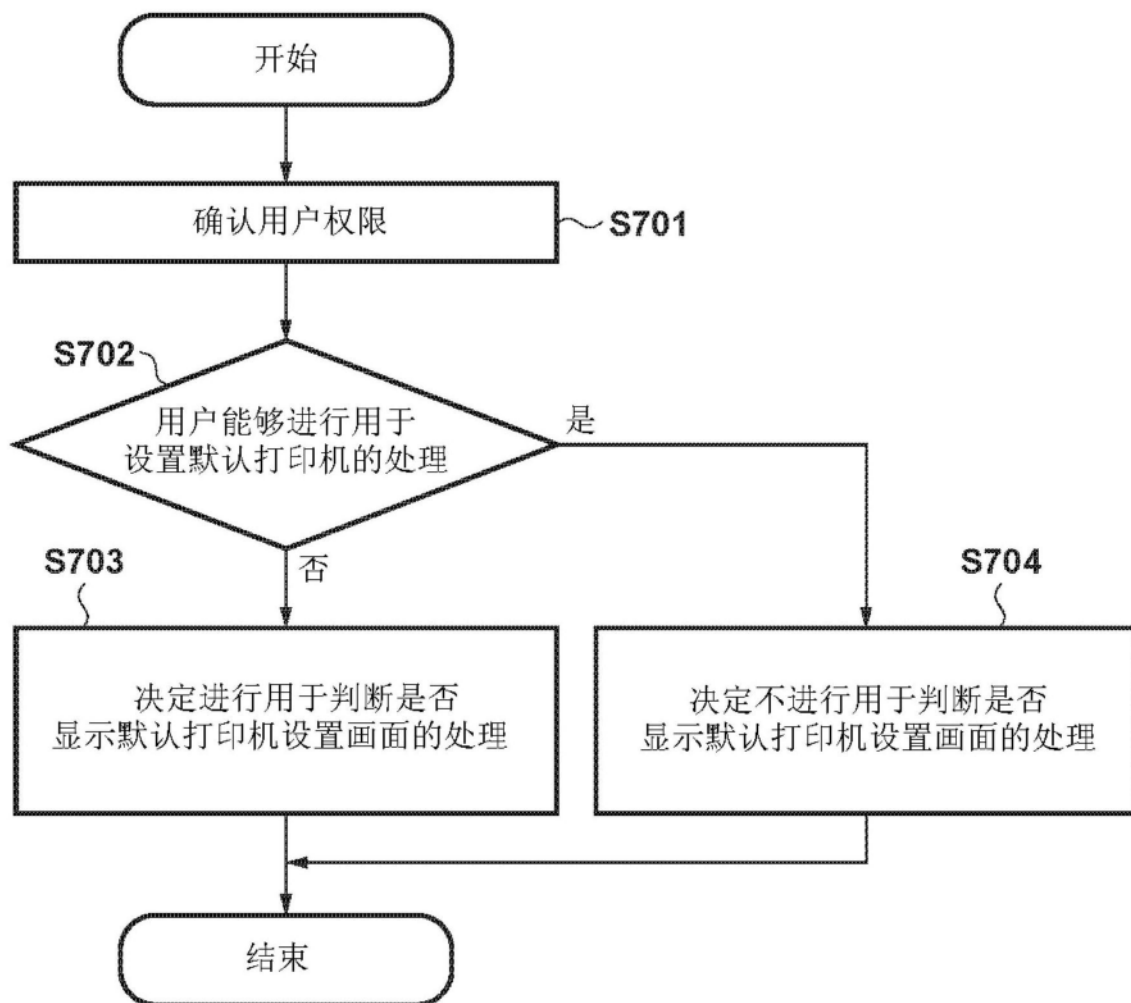 开始
确认用户权限
S701
S702
用户能够进行用于
设置默认打印机的处理
是
否
S703
决定进行用于判断是否
显示默认打印机设置画面的处理
S704
决定不进行用于判断是否
显示默认打印机设置画面的处理
结束